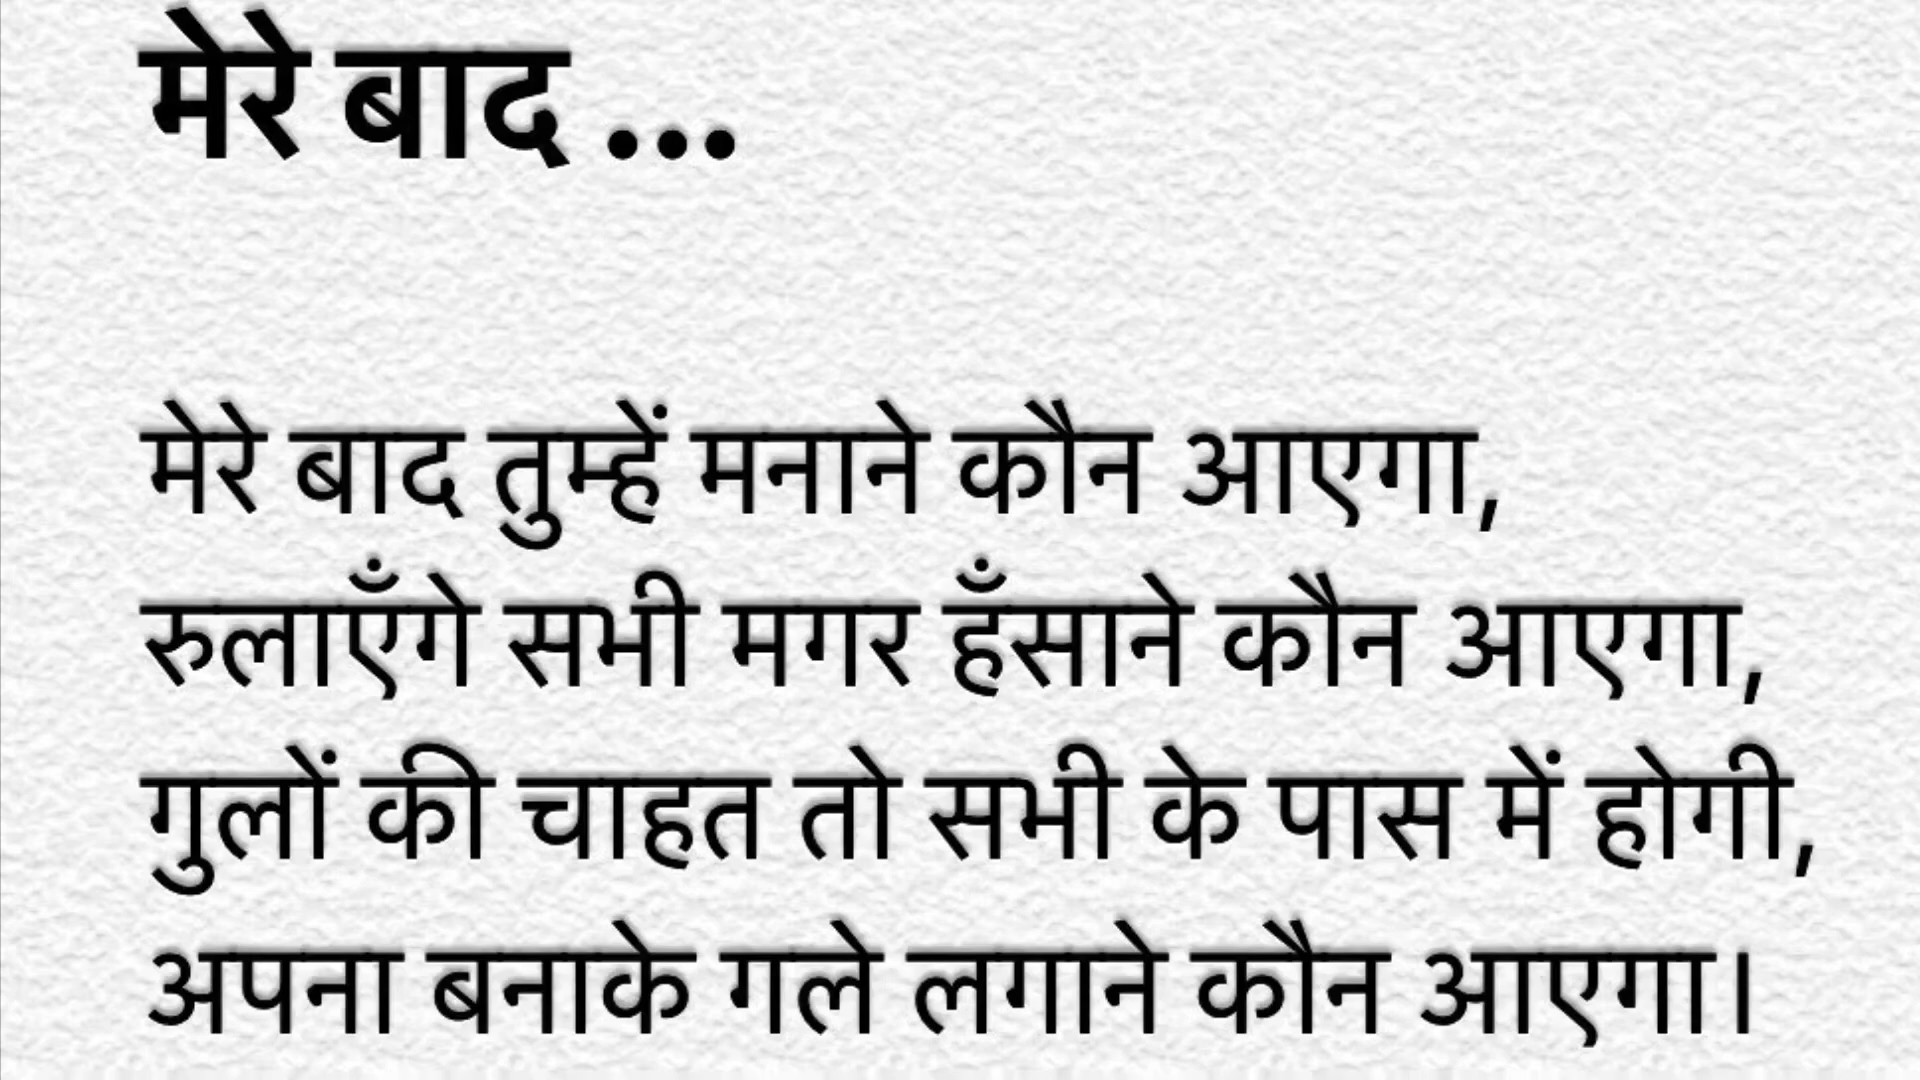 मेरे बाद ...
मेरे बाद तुम्हें मनाने कौन आएगा,
रुलाएँगे सभी मगर हँसाने कौन आएगा,
गुलों की चाहत तो सभी के पास में होगी,
अपना बनाके गले लगाने कौन आएगा।